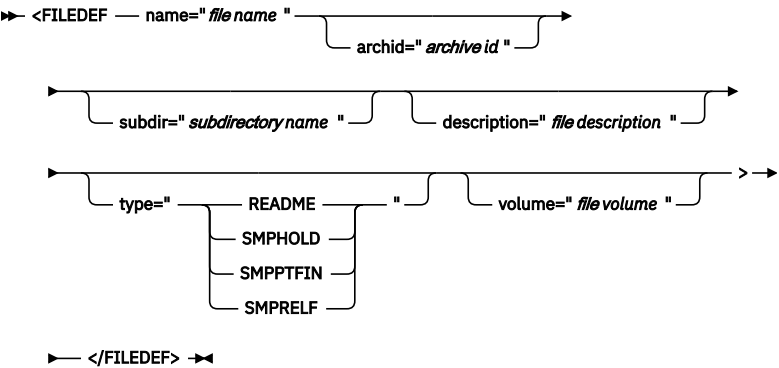 <FILEDEF name="file name"
archid="archive id"
subdir="subdirectory name" description="file description"
type=" README " volume="file volume" >
SMPHOLD
SMPPTFIN
SMPRELF
</FILEDEF>